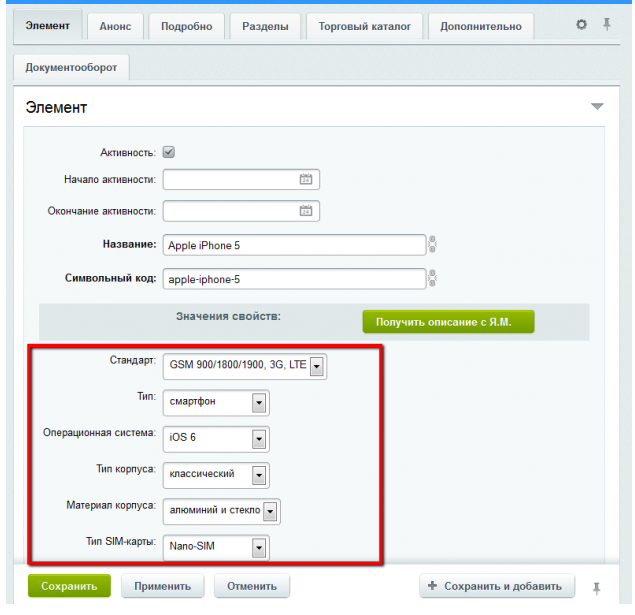 Элемент Анонс Подробно Разделы Торговый каталог Дополнительно
Документооборот
Элемент
Активность:
Начало активности:
Окончание активности:
Название: Apple iPhone 5
Символьный код: apple-iphone-5
Значения свойств: Получить описание с Я.М.
Стандарт: GSM 900/1800/1900, 3G, LTE
Тип: смартфон
Операционная система: iOS 6
Тип корпуса: классический
Материал корпуса: алюминий и стекло
Тип SIM-карты: Nano-SIM
Сохранить Применить Отменить + Сохранить и добавить